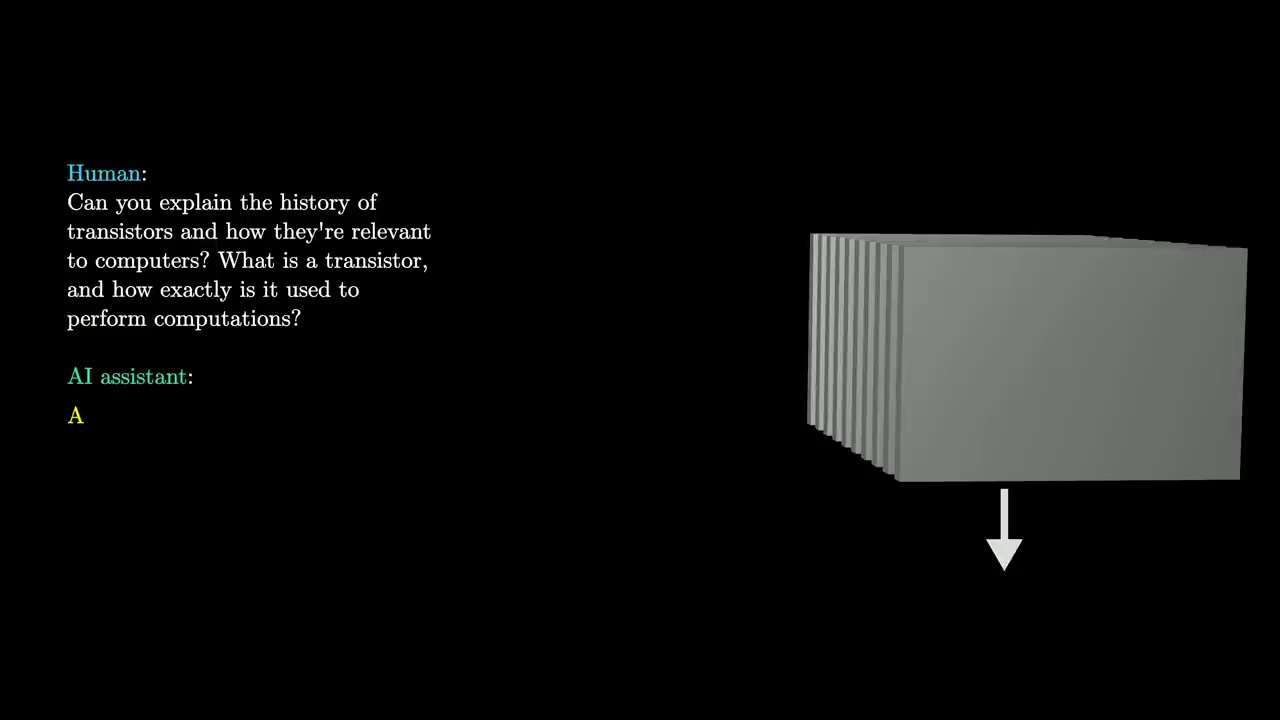 Human:
Can you explain the history of
transistors and how they're relevant
to computers? What is a transistor,
and how exactly is it used to
perform computations?
AI assistant:
A